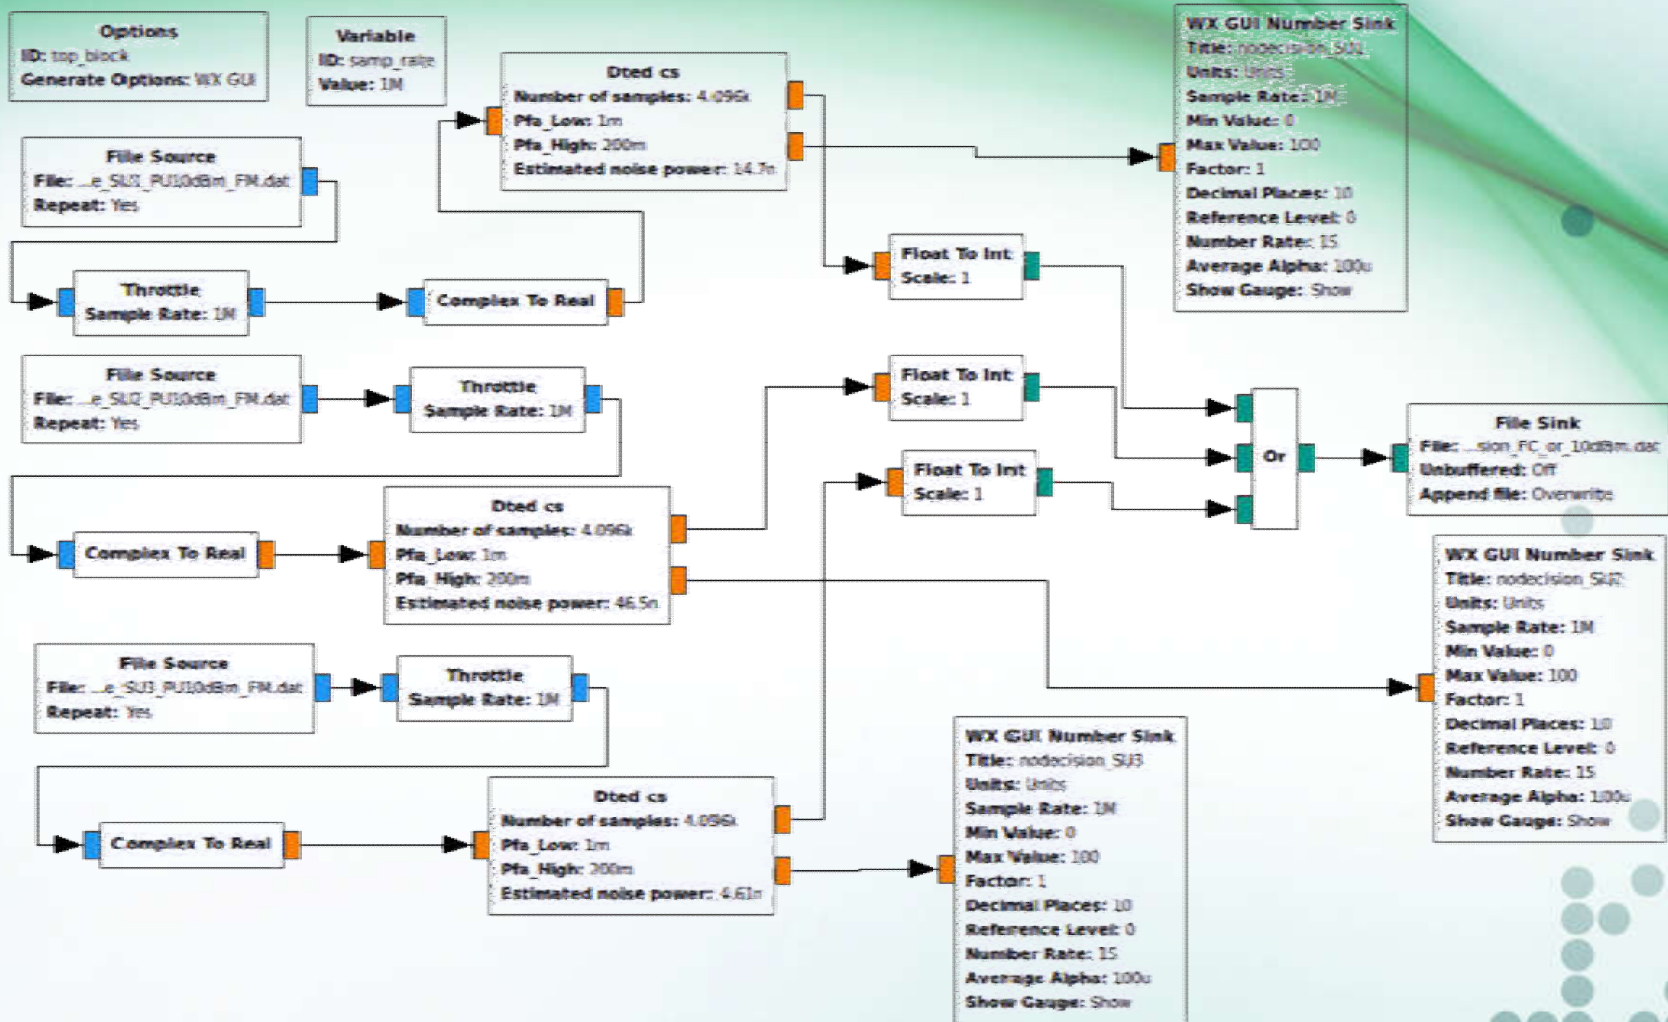 Options
ID: top_block
Generate Options: WX GUI
Variable
ID: samp_rate
Value: 1M
File Source
File: ...e_SU1_PU10dBm_FM.dat
Repeat: Yes
Throttle
Sample Rate: 1M
Complex To Real
Dted cs
Number of samples: 4.096k
Pfa_Low: 1m
Pfa_High: 200m
Estimated noise power: 14.7n
WX GUI Number Sink
Title: nodecision_SU1
Units: Units
Sample Rate: 1M
Min Value: 0
Max Value: 100
Factor: 1
Decimal Places: 10
Reference Level: 0
Number Rate: 15
Average Alpha: 100u
Show Gauge: Show
Float To Int
Scale: 1
File Source
File: ...e_SU2_PU10dBm_FM.dat
Repeat: Yes
Throttle
Sample Rate: 1M
Float To Int
Scale: 1
Float To Int
Scale: 1
Or
File Sink
File: ...sion_FC_or_10dBm.dat
Unbuffered: Off
Append file: Overwrite
Complex To Real
Dted cs
Number of samples: 4.096k
Pfa_Low: 1m
Pfa_High: 200m
Estimated noise power: 46.5n
WX GUI Number Sink
Title: nodecision_SU2
Units: Units
Sample Rate: 1M
Min Value: 0
Max Value: 100
Factor: 1
Decimal Places: 10
Reference Level: 0
Number Rate: 15
Average Alpha: 100u
Show Gauge: Show
File Source
File: ...e_SU3_PU10dBm_FM.dat
Repeat: Yes
Throttle
Sample Rate: 1M
Complex To Real
Dted cs
Number of samples: 4.096k
Pfa_Low: 1m
Pfa_High: 200m
Estimated noise power: 4.61n
WX GUI Number Sink
Title: nodecision_SU3
Units: Units
Sample Rate: 1M
Min Value: 0
Max Value: 100
Factor: 1
Decimal Places: 10
Reference Level: 0
Number Rate: 15
Average Alpha: 100u
Show Gauge: Show